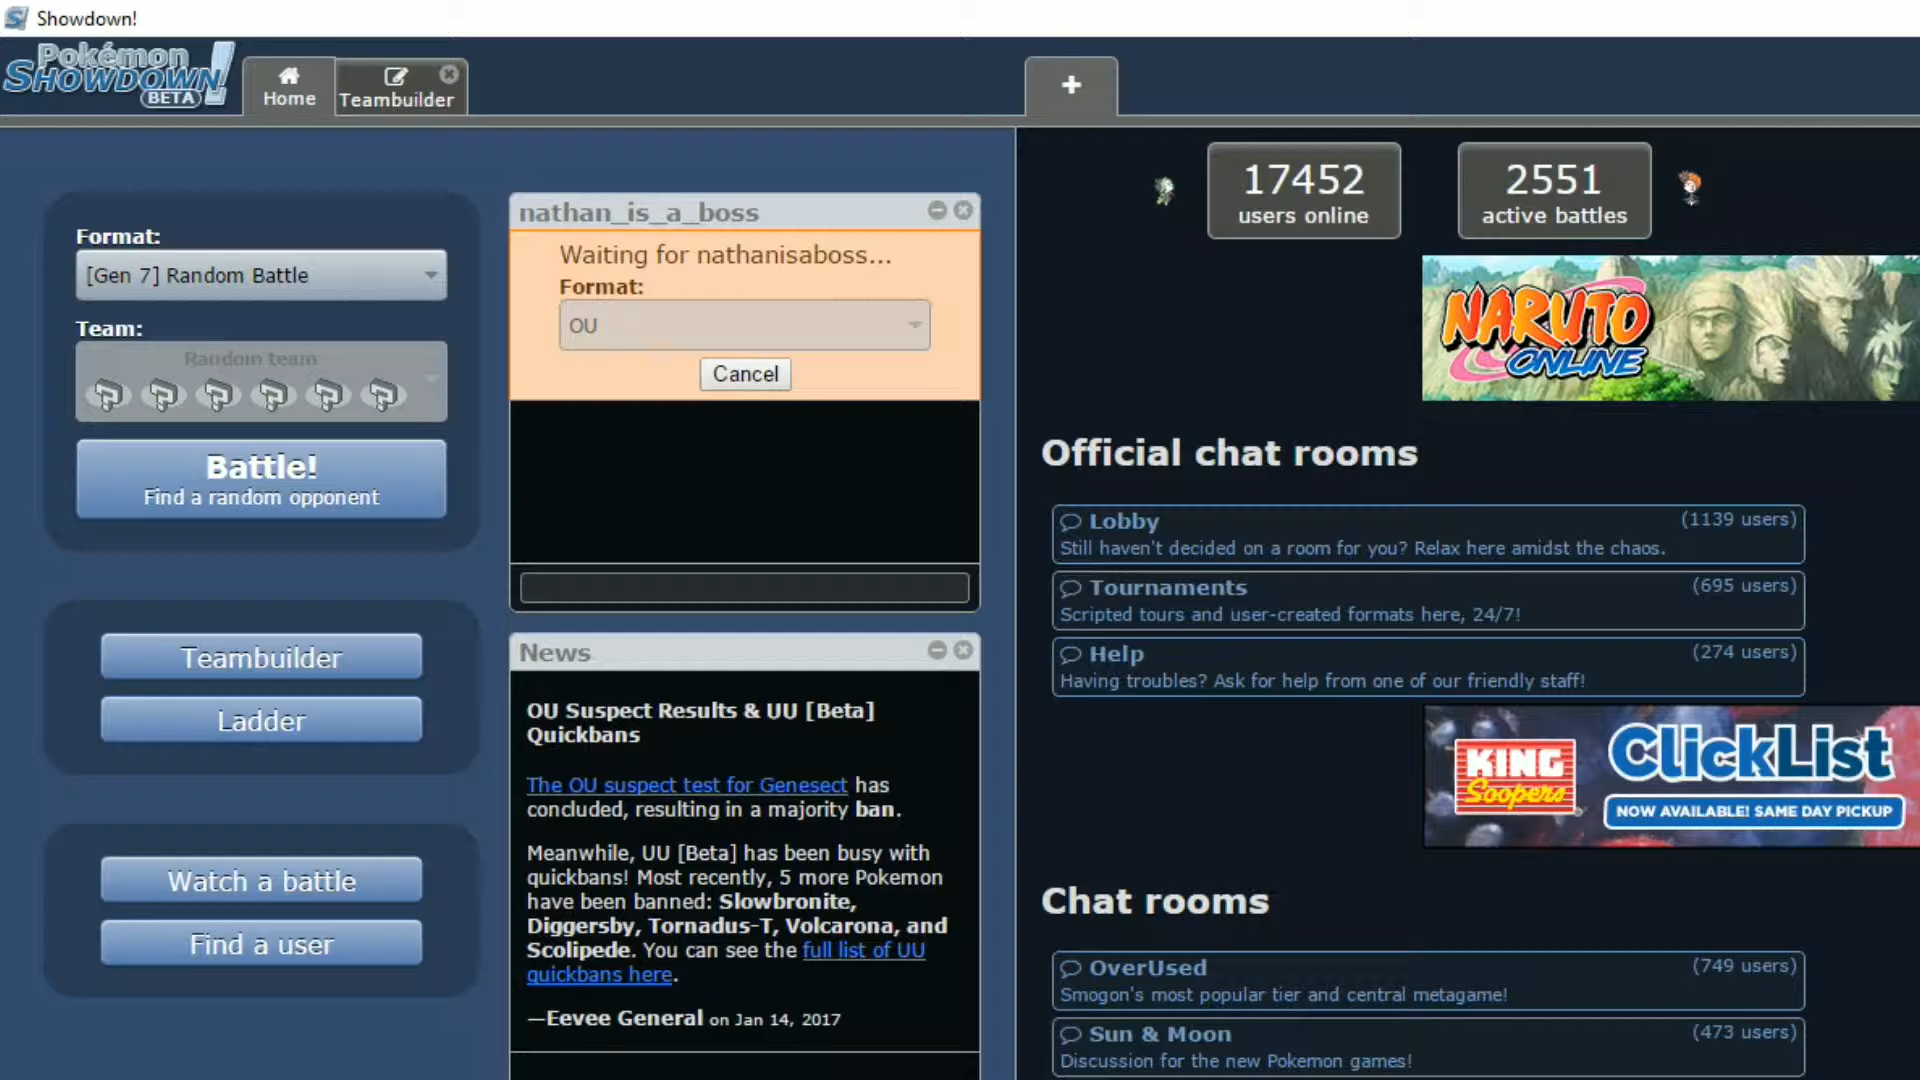 Showdown!
Pokémon
SHOWDOWN!
BETA
Home
Teambuilder
+
Format:
[Gen 7] Random Battle
Team:
Random team
Battle!
Find a random opponent
Teambuilder
Ladder
Watch a battle
Find a user
nathan_is_a_boss
Waiting for nathanisaboss...
Format:
OU
Cancel
News
OU Suspect Results & UU [Beta]
Quickbans
The OU suspect test for Genesect has
concluded, resulting in a majority ban.
Meanwhile, UU [Beta] has been busy with
quickbans! Most recently, 5 more Pokemon
have been banned: Slowbronite,
Diggersby, Tornadus-T, Volcarona, and
Scolipede. You can see the full list of UU
quickbans here.
—Eevee General on Jan 14, 2017
17452
users online
2551
active battles
NARUTO
ONLINE
Official chat rooms
Lobby (1139 users)
Still haven't decided on a room for you? Relax here amidst the chaos.
Tournaments (695 users)
Scripted tours and user-created formats here, 24/7!
Help (274 users)
Having troubles? Ask for help from one of our friendly staff!
KING
Soopers
ClickList
NOW AVAILABLE! SAME DAY PICKUP
Chat rooms
OverUsed (749 users)
Smogon's most popular tier and central metagame!
Sun & Moon (473 users)
Discussion for the new Pokemon games!